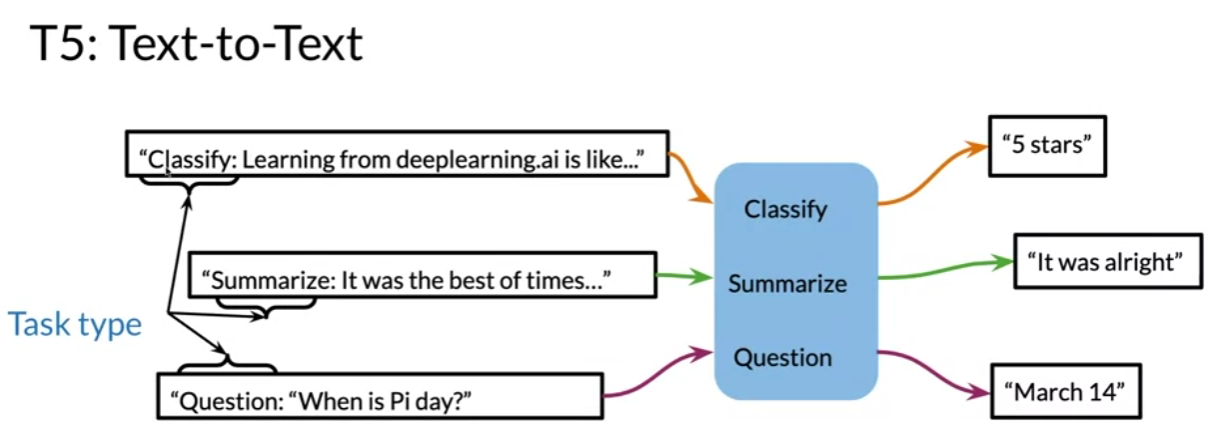 T5: Text-to-Text
“Classify: Learning from deeplearning.ai is like...”
“5 stars”
Classify
“Summarize: It was the best of times...”
Summarize
“It was alright”
Task type
Question
“Question: “When is Pi day?”
“March 14”